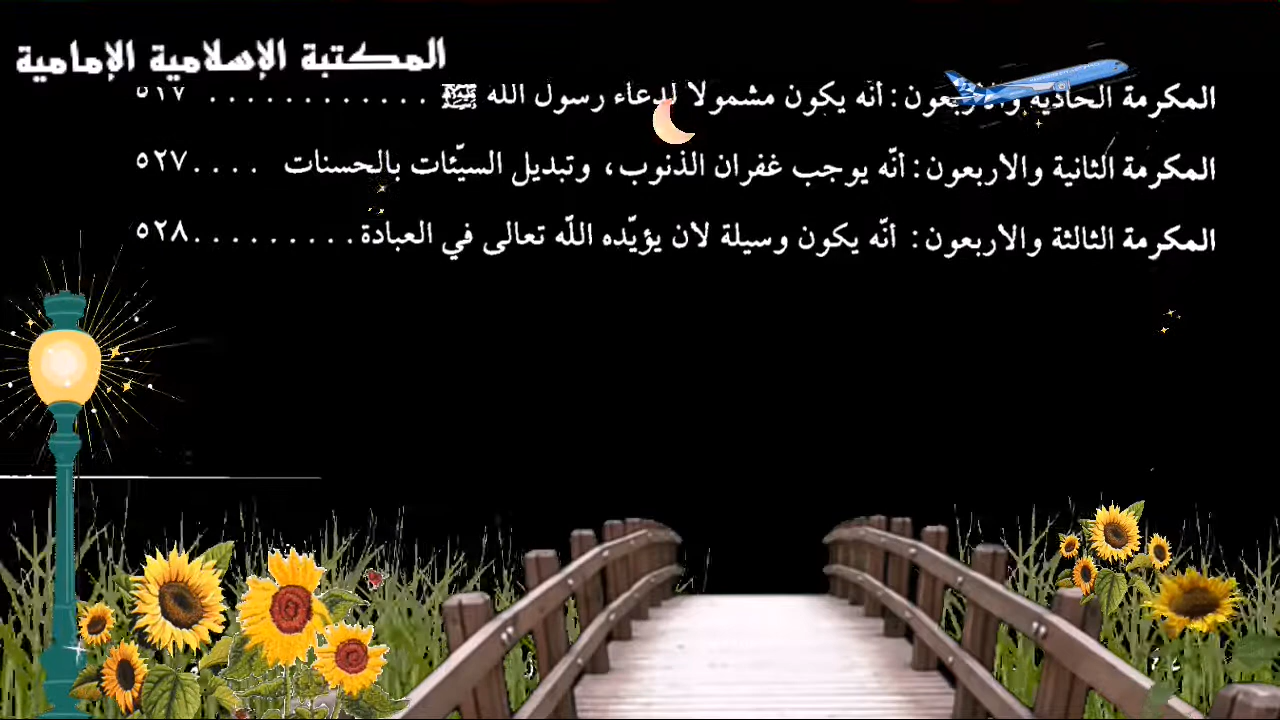 المكتبة الإسلامية الإمامية
المكرمة الحادية والاربعون : أنّه يكون مشمولا لدعاء رسول الله ﷺ . . . . . . . . . . . . ٥١٧
المكرمة الثانية والاربعون : أنّه يوجب غفران الذنوب، وتبديل السيّئات بالحسنات . . . . ٥٢٧
المكرمة الثالثة والاربعون : أنّه يكون وسيلة لان يؤيّده اللّه تعالى في العبادة . . . . . . . . . ٥٢٨